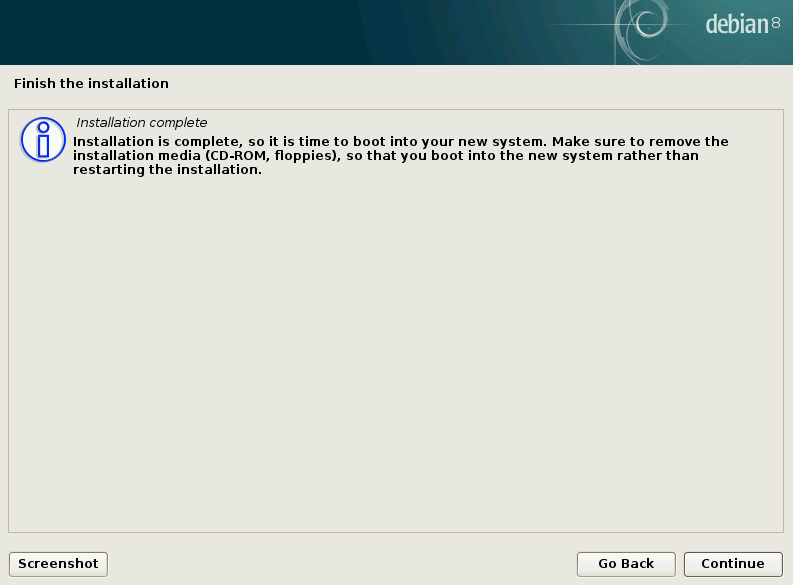 debian 8
Finish the installation
Installation complete
Installation is complete, so it is time to boot into your new system. Make sure to remove the
installation media (CD-ROM, floppies), so that you boot into the new system rather than
restarting the installation.
Screenshot
Go Back
Continue